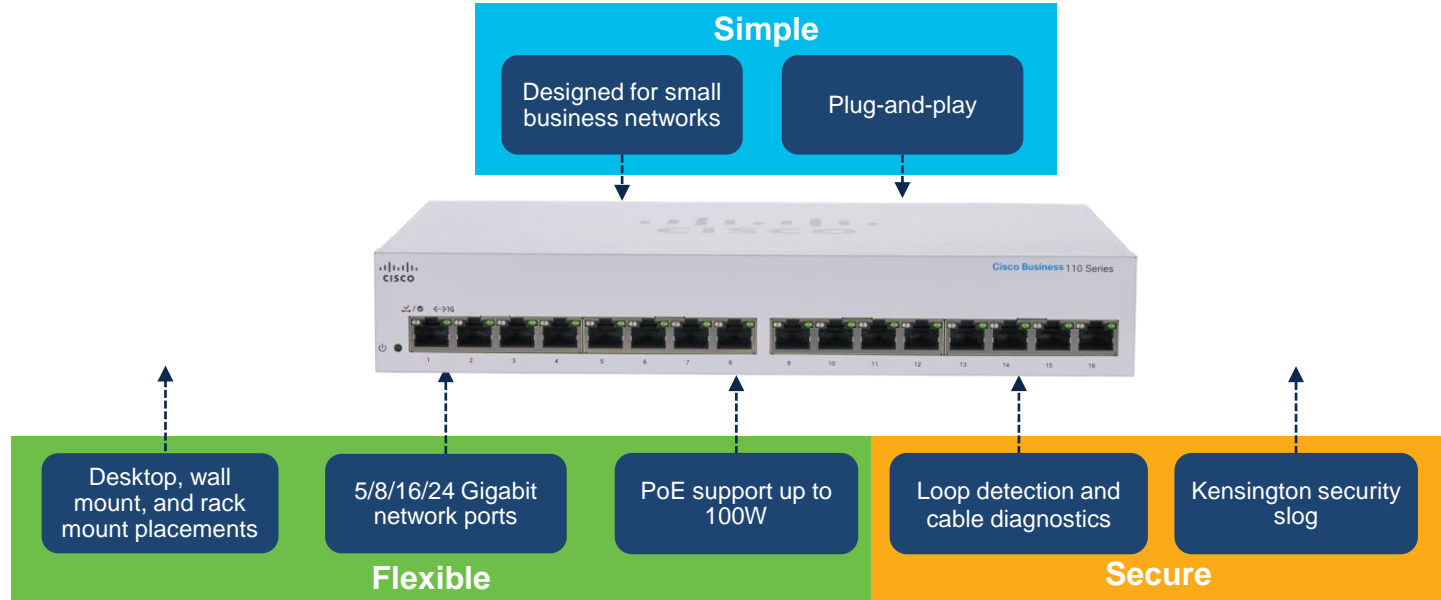 Simple
Designed for small
business networks
Plug-and-play
CISCO
CISCO
Cisco Business 110 Series
1G
1 2 3 4 5 6 7 8 9 10 11 12 13 14 15 16
Desktop, wall
mount, and rack
mount placements
5/8/16/24 Gigabit
network ports
PoE support up to
100W
Loop detection and
cable diagnostics
Kensington security
slog
Flexible
Secure